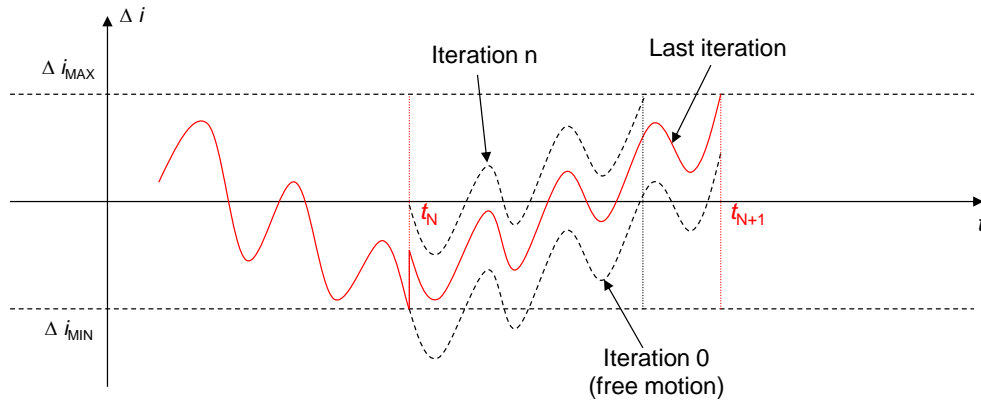 Δ i
Iteration n
Last iteration
Δ iMAX
tN
tN+1
t
Δ iMIN
Iteration 0
(free motion)